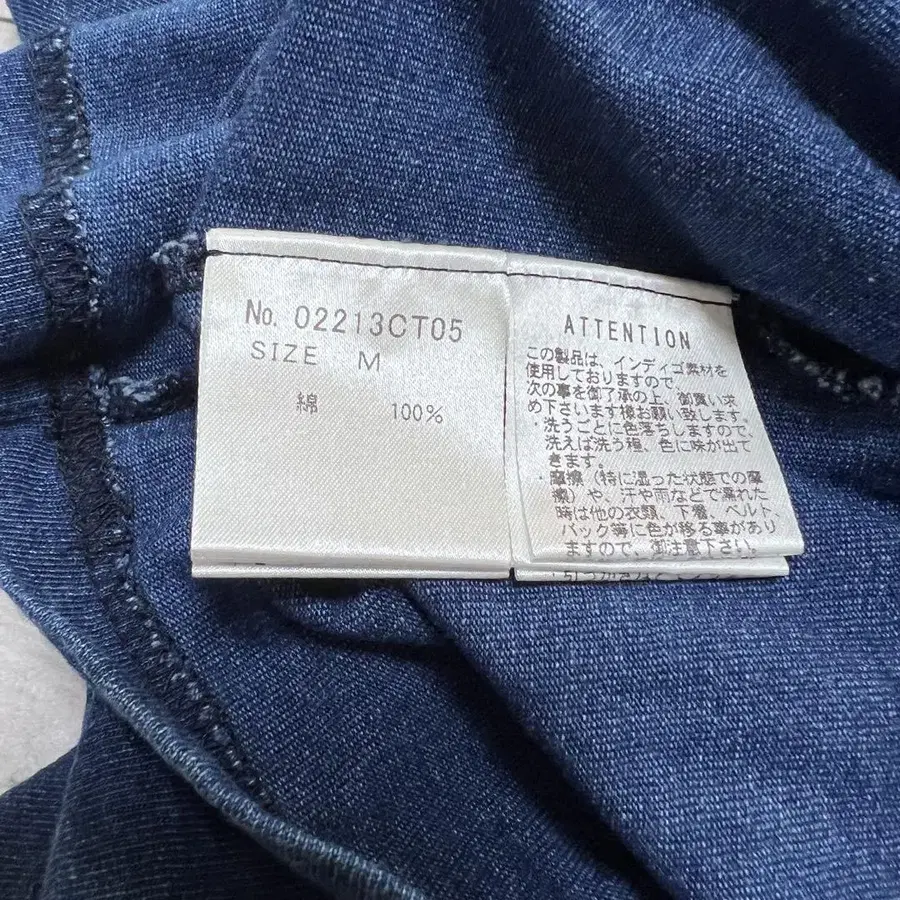 No. 02213CT05
SIZE M
綿 100%
ATTENTION
この製品は、インディゴ素材を
使用しておりますので、
次の事を御了承の上、御買い求
め下さいます様お願い致します。
・洗うごとに色落ちしますので、
洗えば洗う程、色に味が出て
きます。
・摩擦（特に湿った状態での摩
擦）や、汗や雨などで濡れた
時は他の衣類、下着、ベルト、
バック等に色が移る事があり
ますので、御注意下さい。